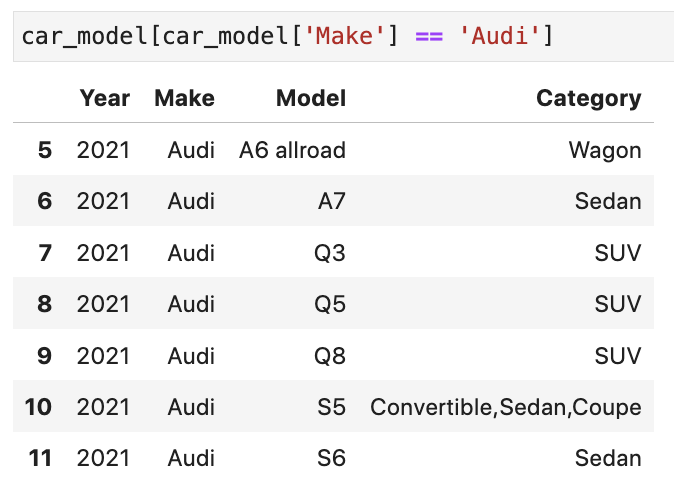 car_model[car_model['Make'] == 'Audi']
Year Make Model Category
5 2021 Audi A6 allroad Wagon
6 2021 Audi A7 Sedan
7 2021 Audi Q3 SUV
8 2021 Audi Q5 SUV
9 2021 Audi Q8 SUV
10 2021 Audi S5 Convertible,Sedan,Coupe
11 2021 Audi S6 Sedan